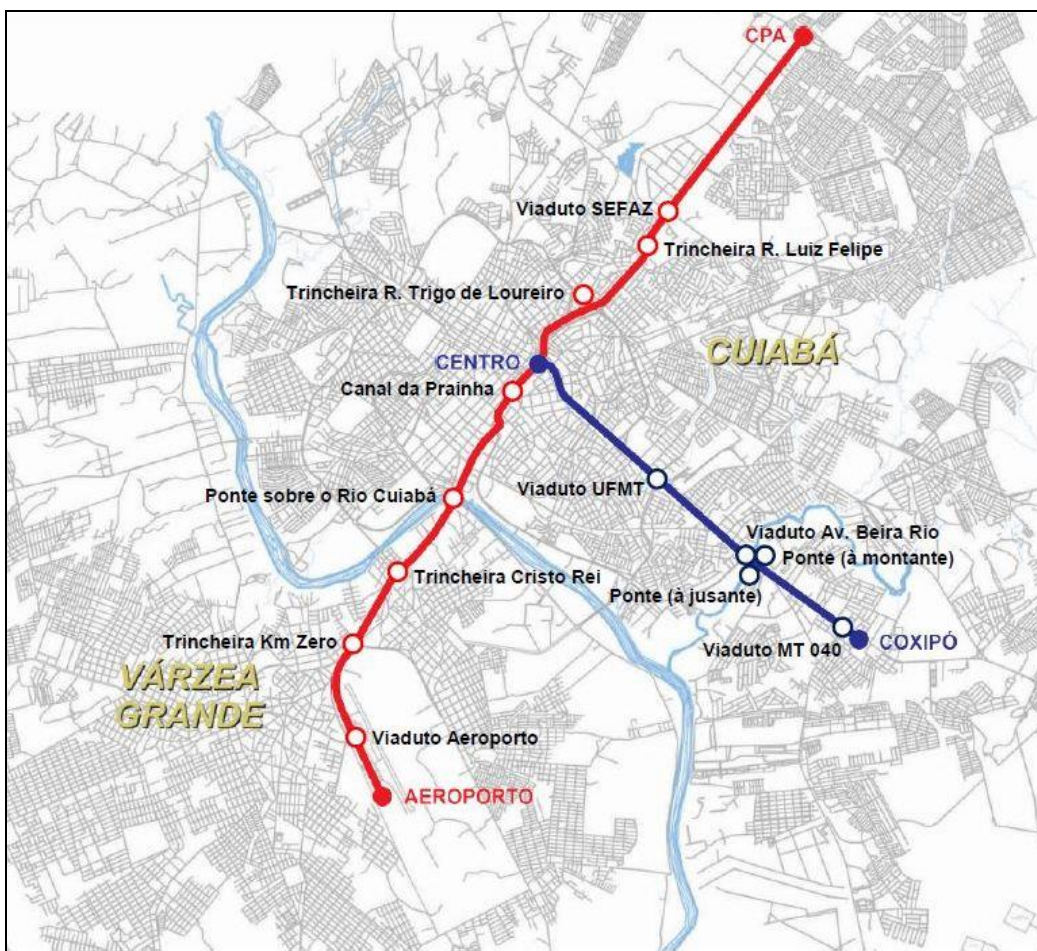 CPA
Viaduto SEFAZ
Trincheira R. Luiz Felipe
Trincheira R. Trigo de Loureiro
CUIABÁ
CENTRO
Canal da Prainha
Viaduto UFMT
Ponte sobre o Rio Cuiabá
Viaduto Av. Beira Rio
Ponte (à montante)
Trincheira Cristo Rei
Ponte (à jusante)
Trincheira Km Zero
Viaduto MT 040
COXIPÓ
VÁRZEA
GRANDE
Viaduto Aeroporto
AEROPORTO